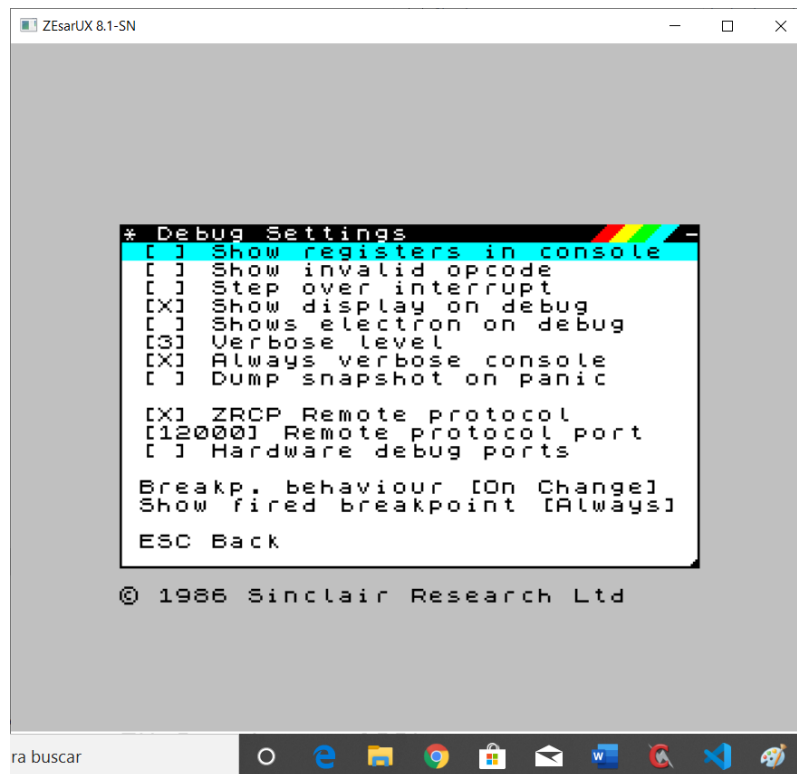 ZEsarUX 8.1-SN
* Debug Settings -
[ ] Show registers in console
[ ] Show invalid opcode
[ ] Step over interrupt
[X] Show display on debug
[ ] Shows electron on debug
[3] Verbose level
[X] Always verbose console
[ ] Dump snapshot on panic
[X] ZRCP Remote protocol
[12000] Remote protocol port
[ ] Hardware debug ports
Breakp. behaviour [On Change]
Show fired breakpoint [Always]
ESC Back
© 1986 Sinclair Research Ltd
ra buscar